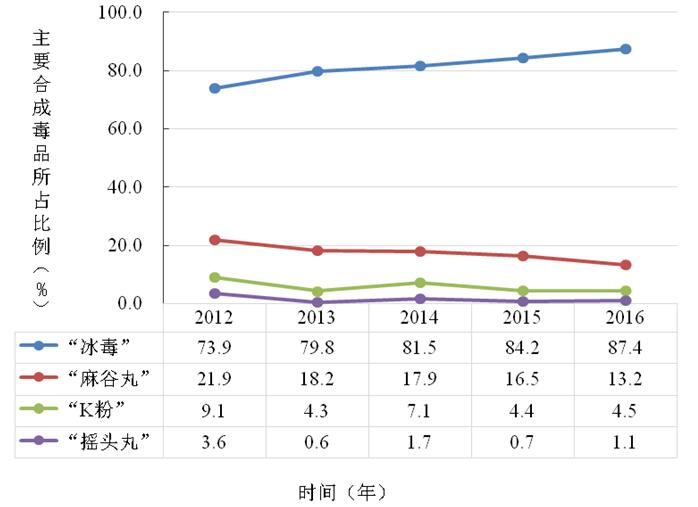 主要合成毒品所占比例（%）
100.0
80.0
60.0
40.0
20.0
0.0
2012 2013 2014 2015 2016
“冰毒” 73.9 79.8 81.5 84.2 87.4
“麻谷丸” 21.9 18.2 17.9 16.5 13.2
“K粉” 9.1 4.3 7.1 4.4 4.5
“摇头丸” 3.6 0.6 1.7 0.7 1.1
时间（年）